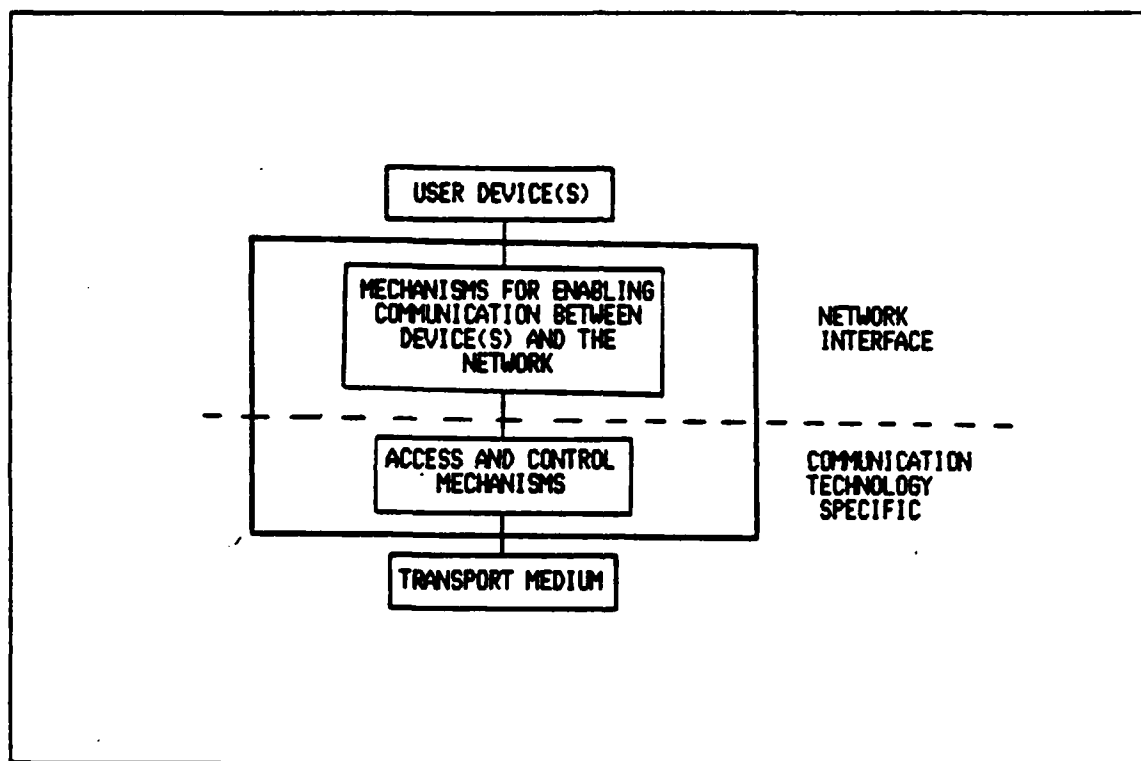 USER DEVICE(S)
MECHANISMS FOR ENABLING
COMMUNICATION BETWEEN
DEVICE(S) AND THE
NETWORK
NETWORK
INTERFACE
ACCESS AND CONTROL
MECHANISMS
COMMUNICATION
TECHNOLOGY
SPECIFIC
TRANSPORT MEDIUM